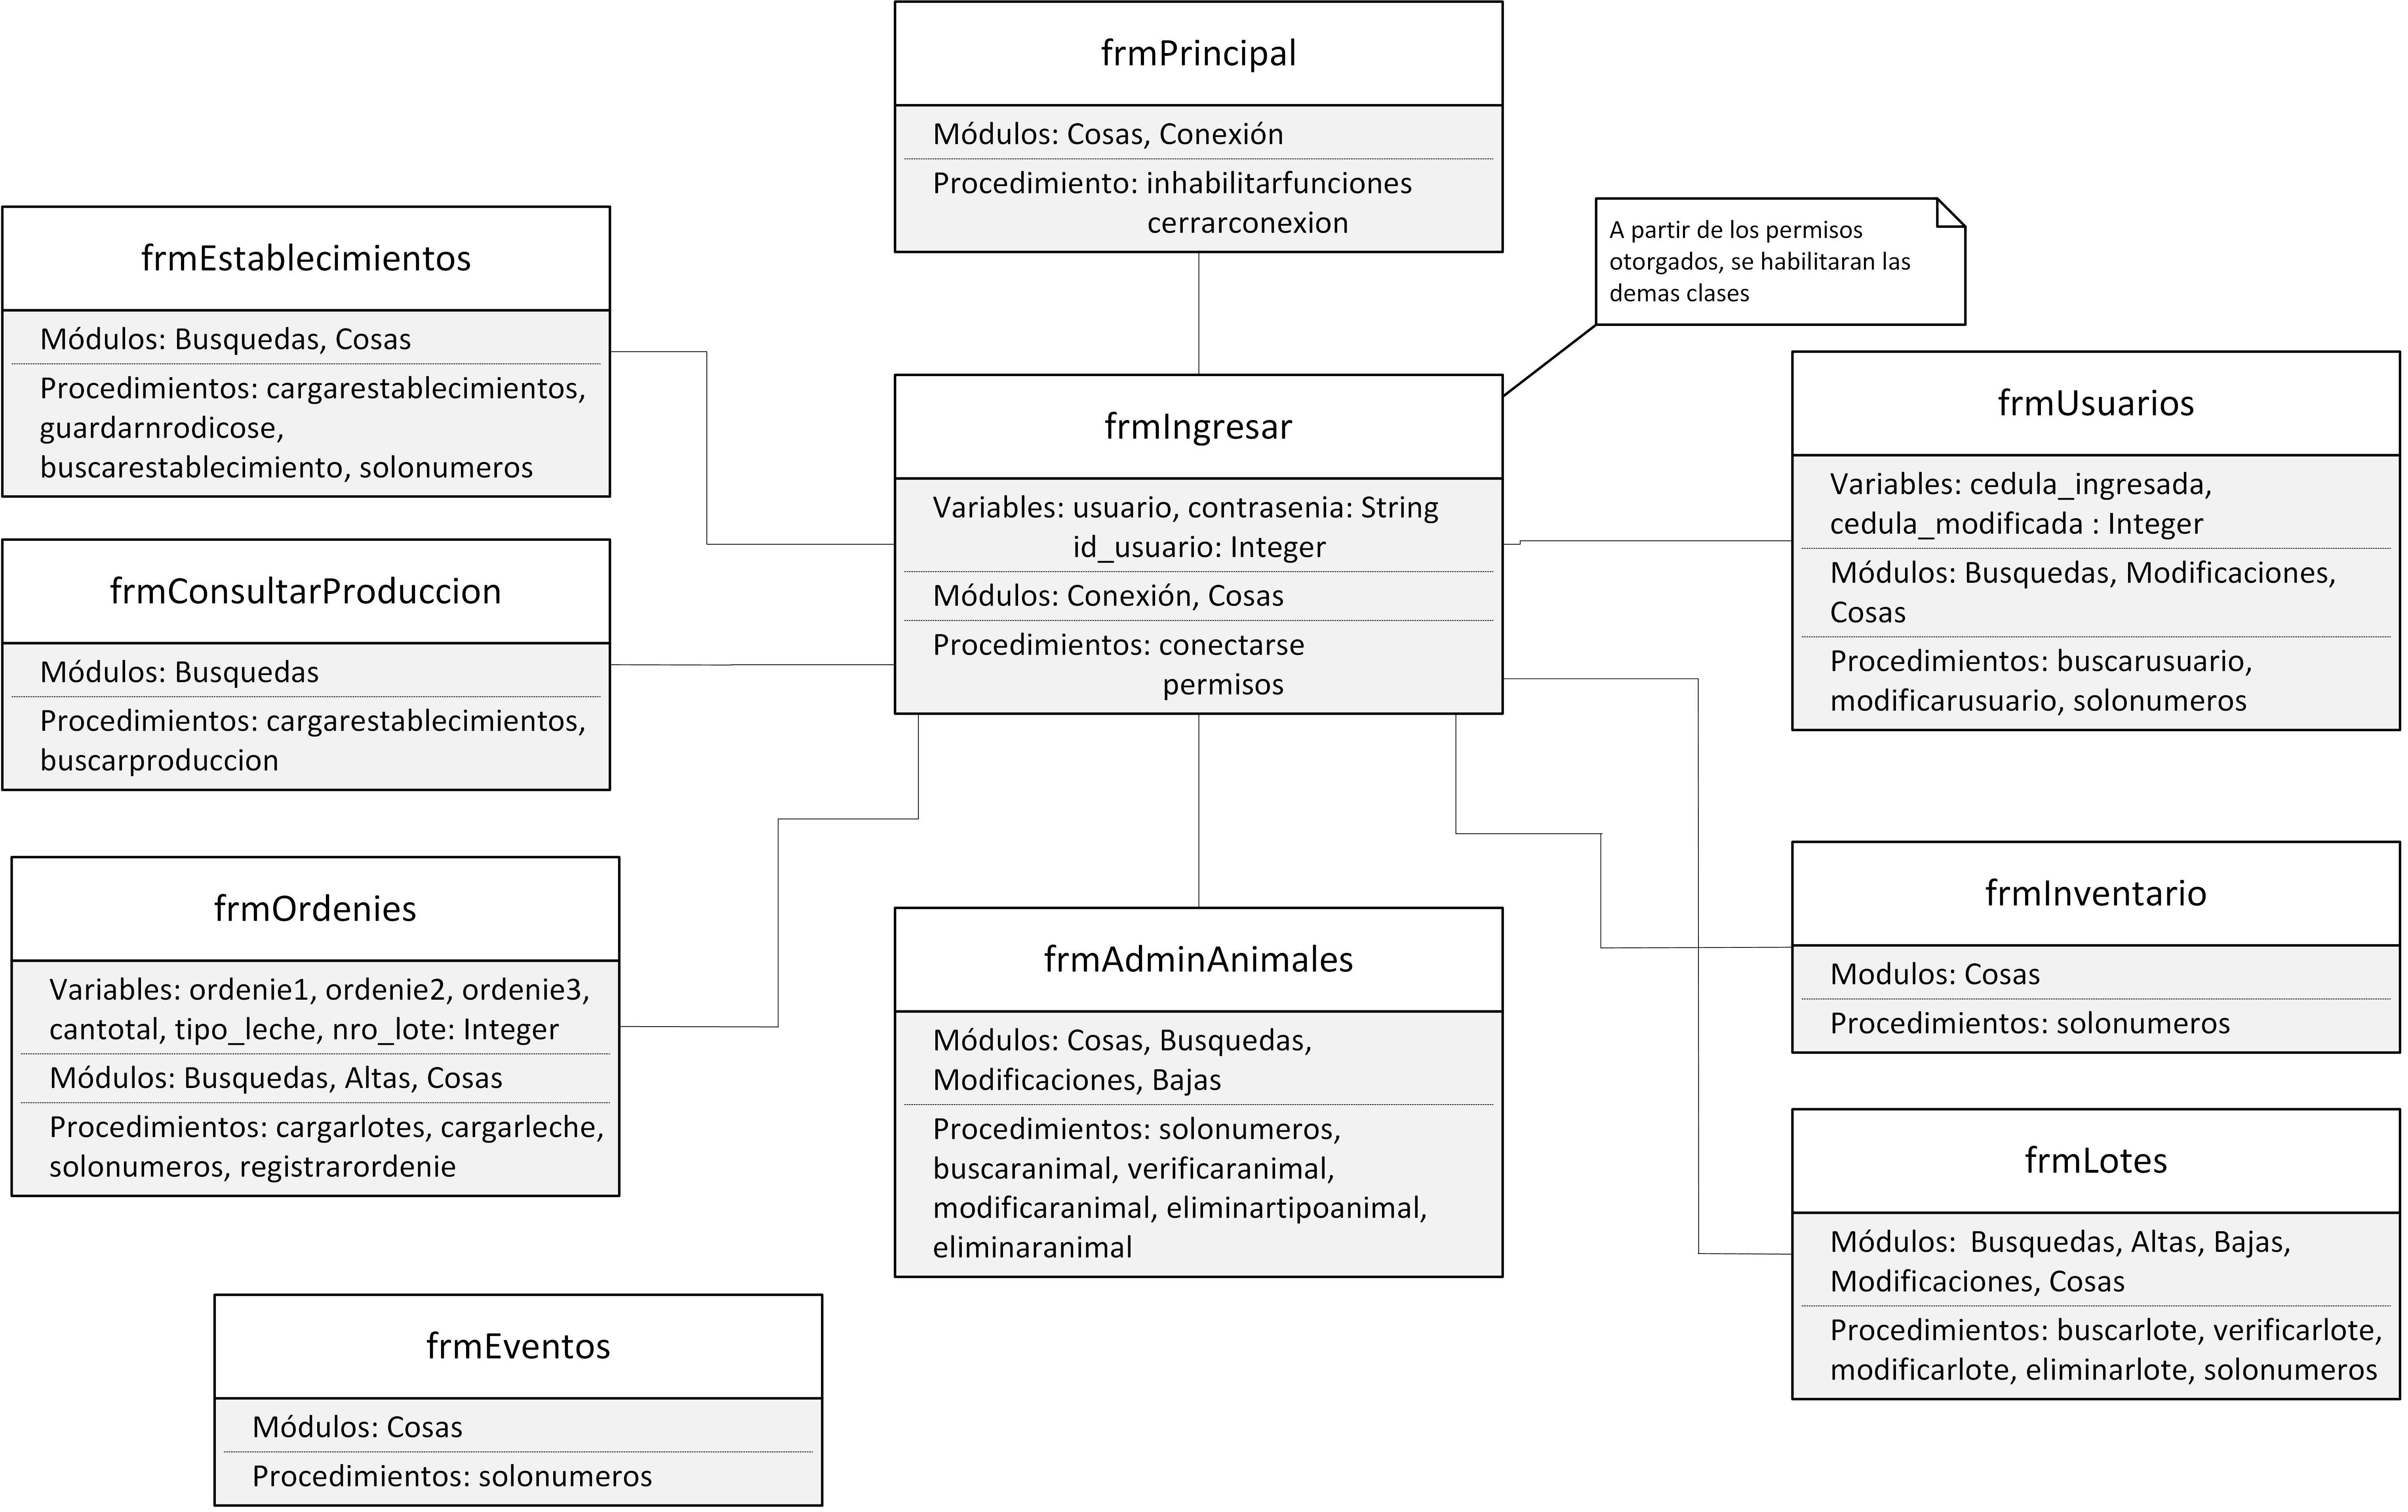 frmPrincipal
Módulos: Cosas, Conexión
Procedimiento: inhabilitarfunciones
cerrarconexion
A partir de los permisos
otorgados, se habilitaran las
demas clases
frmEstablecimientos
Módulos: Busquedas, Cosas
Procedimientos: cargarestablecimientos,
guardarnrodicose,
buscarestablecimiento, solonumeros
frmIngresar
Variables: usuario, contrasenia: String
id_usuario: Integer
Módulos: Conexión, Cosas
Procedimientos: conectarse
permisos
frmUsuarios
Variables: cedula_ingresada,
cedula_modificada : Integer
Módulos: Busquedas, Modificaciones,
Cosas
Procedimientos: buscarusuario,
modificarusuario, solonumeros
frmConsultarProduccion
Módulos: Busquedas
Procedimientos: cargarestablecimientos,
buscarproduccion
frmOrdenies
Variables: ordenie1, ordenie2, ordenie3,
cantotal, tipo_leche, nro_lote: Integer
Módulos: Busquedas, Altas, Cosas
Procedimientos: cargarlotes, cargarleche,
solonumeros, registrarordenie
frmAdminAnimales
Módulos: Cosas, Busquedas,
Modificaciones, Bajas
Procedimientos: solonumeros,
buscaranimal, verificaranimal,
modificaranimal, eliminartipoanimal,
eliminaranimal
frmInventario
Modulos: Cosas
Procedimientos: solonumeros
frmLotes
Módulos:  Busquedas, Altas, Bajas,
Modificaciones, Cosas
Procedimientos: buscarlote, verificarlote,
modificarlote, eliminarlote, solonumeros
frmEventos
Módulos: Cosas
Procedimientos: solonumeros